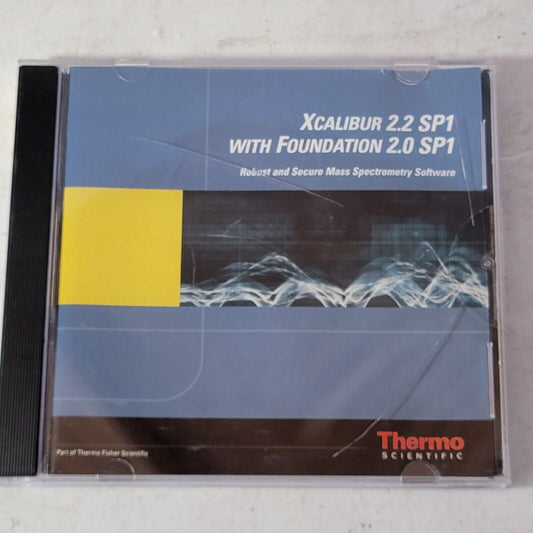 XCALIBUR 2.2 SP1
WITH FOUNDATION 2.0 SP1
Robust and Secure Mass Spectrometry Software
Thermo
SCIENTIFIC
Part of Thermo Fisher Scientific